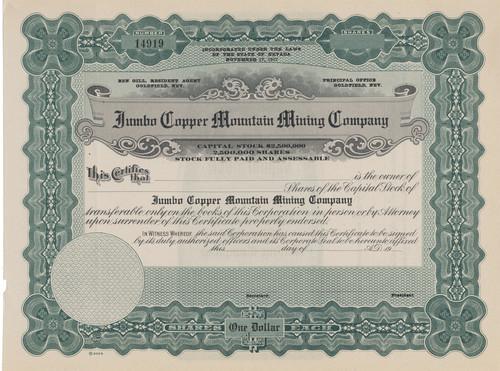 NUMBER
SHARES
14919
INCORPORATED UNDER THE LAWS
OF THE STATE OF NEVADA
NOVEMBER 17, 1917
BEN GILL, RESIDENT AGENT
GOLDFIELD, NEV.
PRINCIPAL OFFICE
GOLDFIELD, NEV.
Jumbo Copper Mountain Mining Company
CAPITAL STOCK $2,500,000
2,500,000 SHARES
STOCK FULLY PAID AND ASSESSABLE
This Certifies that
is the owner of
Shares of the Capital Stock of
Jumbo Copper Mountain Mining Company
transferable only on the books of this Corporation in person or by Attorney
upon surrender of this Certificate properly endorsed.
IN WITNESS WHEREOF, the said Corporation has caused this Certificate to be signed
by its duly authorized officers and its Corporate Seal to be hereunto affixed
this day of A.D. 19
Secretary.
President
SHARES One Dollar EACH